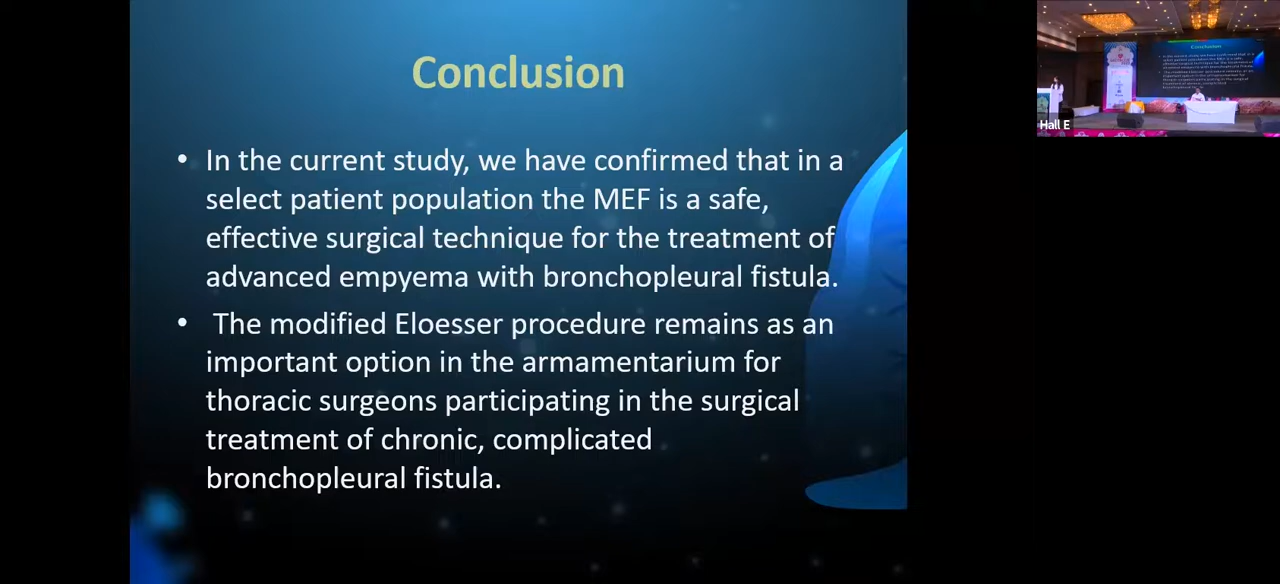 Conclusion
• In the current study, we have confirmed that in a
select patient population the MEF is a safe,
effective surgical technique for the treatment of
advanced empyema with bronchopleural fistula.
• The modified Eloesser procedure remains as an
important option in the armamentarium for
thoracic surgeons participating in the surgical
treatment of chronic, complicated
bronchopleural fistula.
Conclusion
Hall E